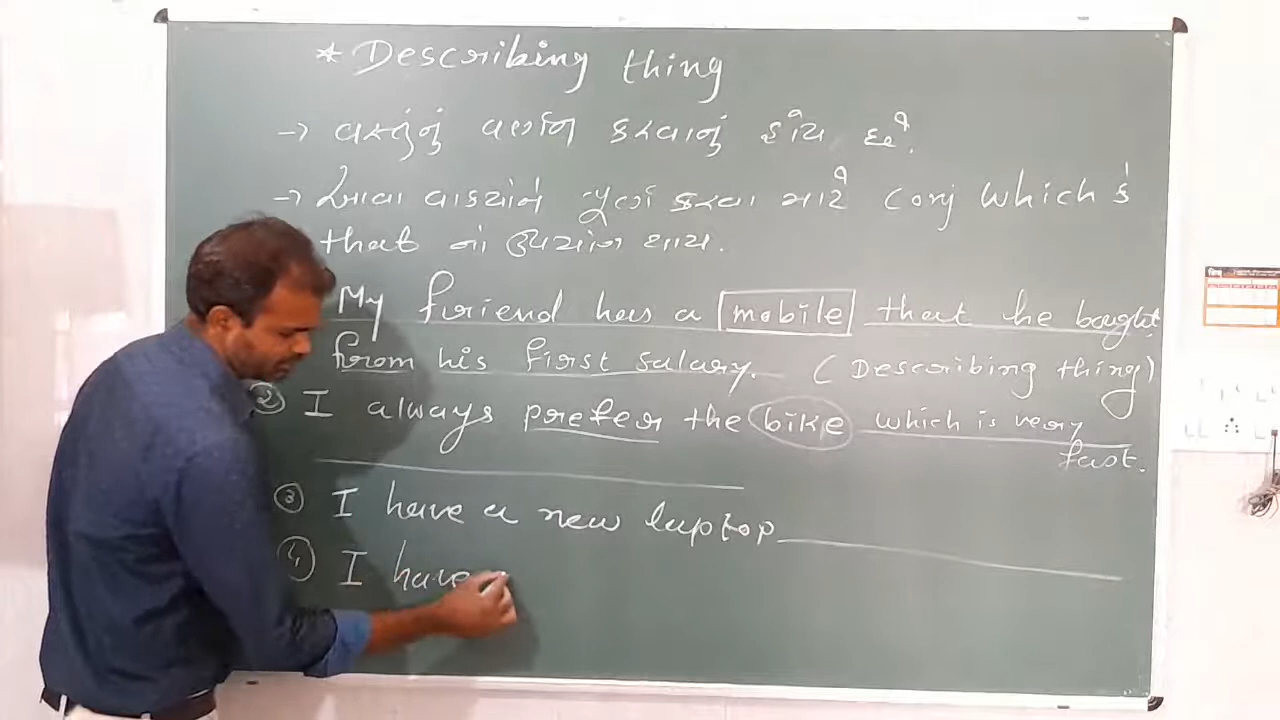 * Describing thing
→ વસ્તુનું વર્ણન કરવાનું હોય છે.
→ આવા વાક્યોને પુર્ણ કરવા માટે Conj which કે
that નો ઉપયોગ થાય.
My friend has a mobile that he bought
from his first salary. (Describing thing)
② I always prefer the bike which is very
fast.
③ I have a new laptop
④ I have